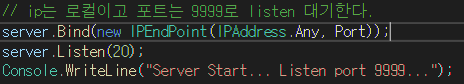 // ip는 로컬이고 포트는 9999로 listen 대기한다.
server.Bind(new IPEndPoint(IPAddress.Any, Port));
server.Listen(20);
Console.WriteLine("Server Start... Listen port 9999...");